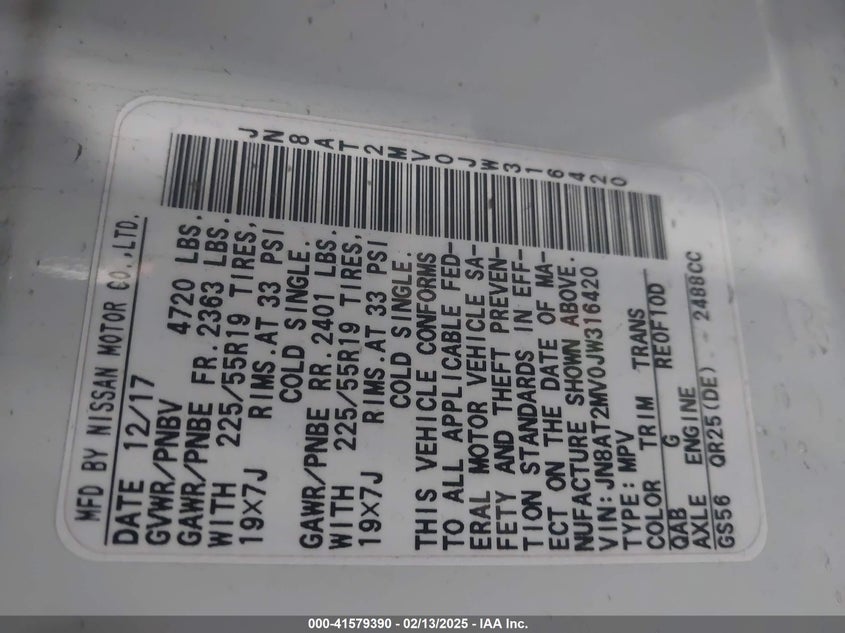 JN8AT2MV0JW316420
MFD BY NISSAN MOTOR CO.,LTD.
DATE 12/17
GVWR/PNBV 4720 LBS.
GAWR/PNBE FR. 2363 LBS.
WITH 225/55R19 TIRES,
19×7J RIMS.AT 33 PSI
COLD SINGLE.
GAWR/PNBE RR. 2401 LBS.
WITH 225/55R19 TIRES,
19×7J RIMS.AT 33 PSI
COLD SINGLE.
THIS VEHICLE CONFORMS
TO ALL APPLICABLE FED-
ERAL MOTOR VEHICLE SA-
FETY AND THEFT PREVEN-
TION STANDARDS IN EFF-
ECT ON THE DATE OF MA-
NUFACTURE SHOWN ABOVE.
VIN: JN8AT2MV0JW316420
TYPE: MPV
COLOR TRIM TRANS
QAB G RE0F10D
AXLE ENGINE
GS56 QR25(DE) - 2488CC
000-41579390 - 02/13/2025 - IAA Inc.